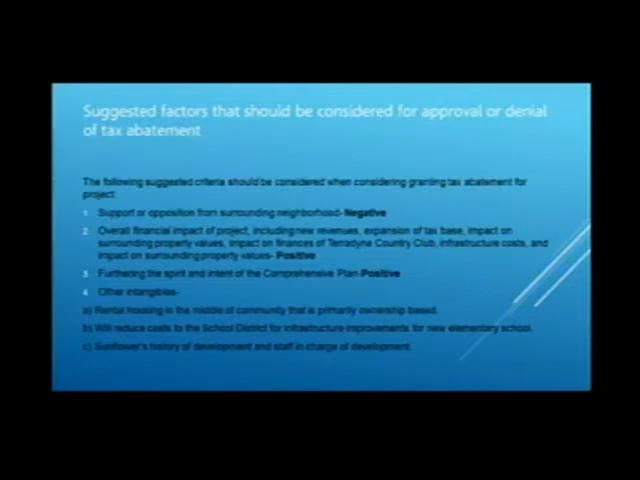 Suggested factors that should be considered for approval or denial
of tax abatement
The following suggested criteria should be considered when considering granting tax abatement for
project:
1. Support or opposition from surrounding neighborhood- Negative
2. Overall financial impact of project, including new revenues, expansion of tax base, impact on
surrounding property values, impact on finances of Terradyne Country Club, infrastructure costs, and
impact on surrounding property values- Positive
3. Furthering the spirit and intent of the Comprehensive Plan-Positive
4. Other intangibles-
a) Rental housing in the middle of community that is primarily ownership based.
b) Will reduce costs to the School District for infrastructure improvements for new elementary school.
c) Sunflower's history of development and staff in charge of development.